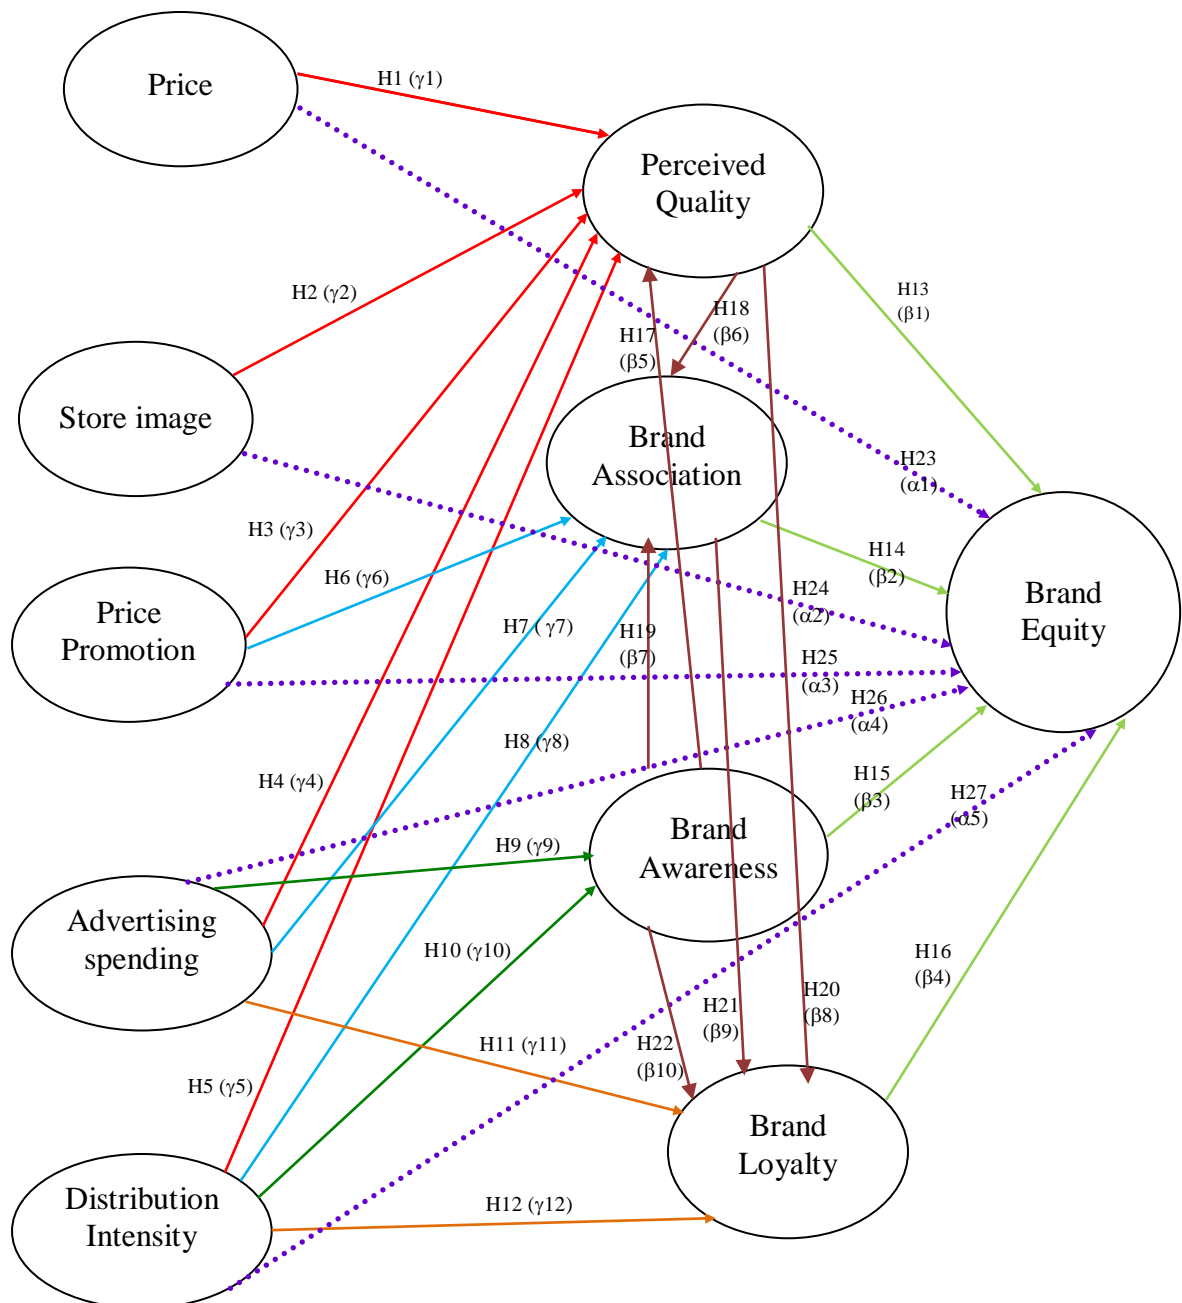 Price
H1 (γ1)
Perceived
Quality
H2 (γ2)
H13
(β1)
H18
(β6)
H17
(β5)
Store image
Brand
Association
H23
(α1)
H3 (γ3)
H6 (γ6)
H14
(β2)
Price
Promotion
H7 ( γ7)
H19
(β7)
H24
(α2)
Brand
Equity
H25
(α3)
H26
(α4)
H8 (γ8)
H4 (γ4)
H15
(β3)
H27
(α5)
H9 (γ9)
Brand
Awareness
Advertising
spending
H10 (γ10)
H16
(β4)
H20
(β8)
H21
(β9)
H11 (γ11)
H22
(β10)
H5 (γ5)
Brand
Loyalty
Distribution
Intensity
H12 (γ12)